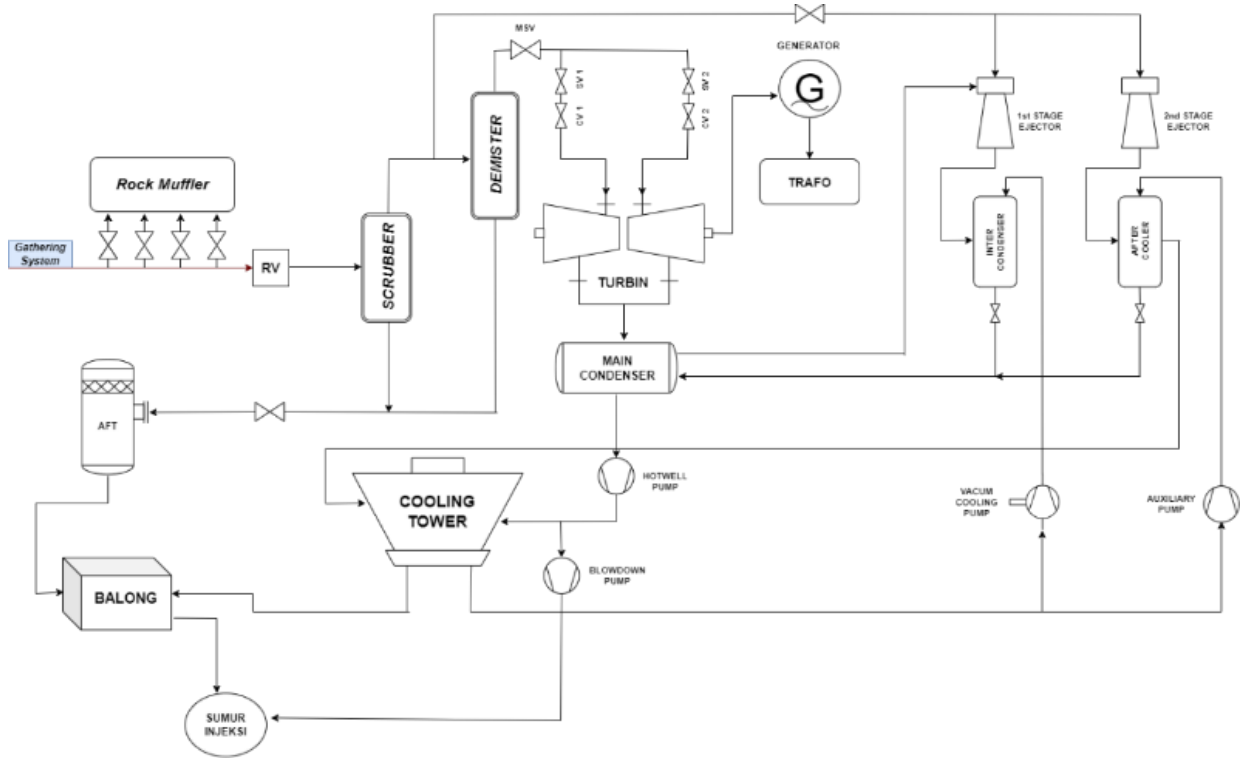 MSV
GENERATOR
G
SV 1
SV 2
CV 1
CV 2
1st STAGE
EJECTOR
2nd STAGE
EJECTOR
DEMISTER
Rock Muffler
TRAFO
Gathering
System
RV
SCRUBBER
TURBIN
INTER
CONDENSER
AFTER
COOLER
MAIN
CONDENSER
AFT
HOTWELL
PUMP
COOLING
TOWER
VACUM
COOLING
PUMP
AUXILIARY
PUMP
BLOWDOWN
PUMP
BALONG
SUMUR
INJEKSI